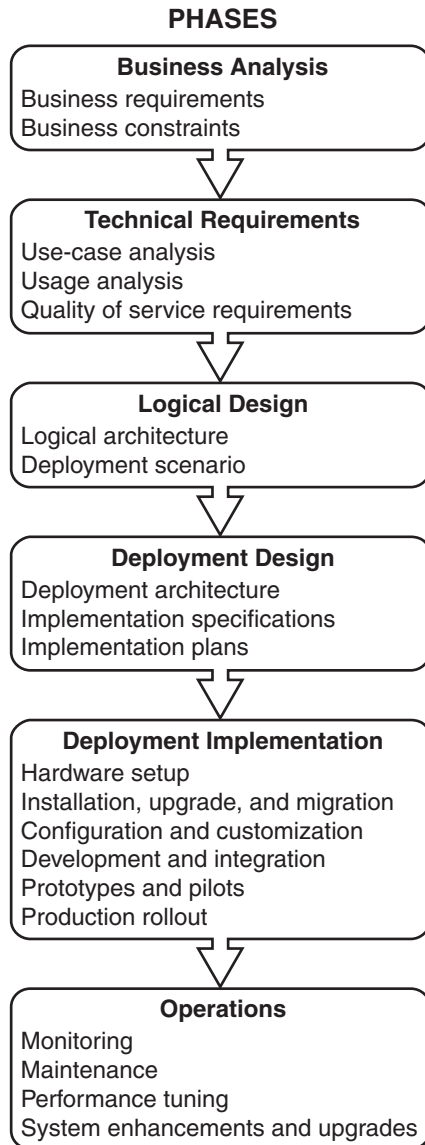 PHASES
Business Analysis
Business requirements
Business constraints
Technical Requirements
Use-case analysis
Usage analysis
Quality of service requirements
Logical Design
Logical architecture
Deployment scenario
Deployment Design
Deployment architecture
Implementation specifications
Implementation plans
Deployment Implementation
Hardware setup
Installation, upgrade, and migration
Configuration and customization
Development and integration
Prototypes and pilots
Production rollout
Operations
Monitoring
Maintenance
Performance tuning
System enhancements and upgrades